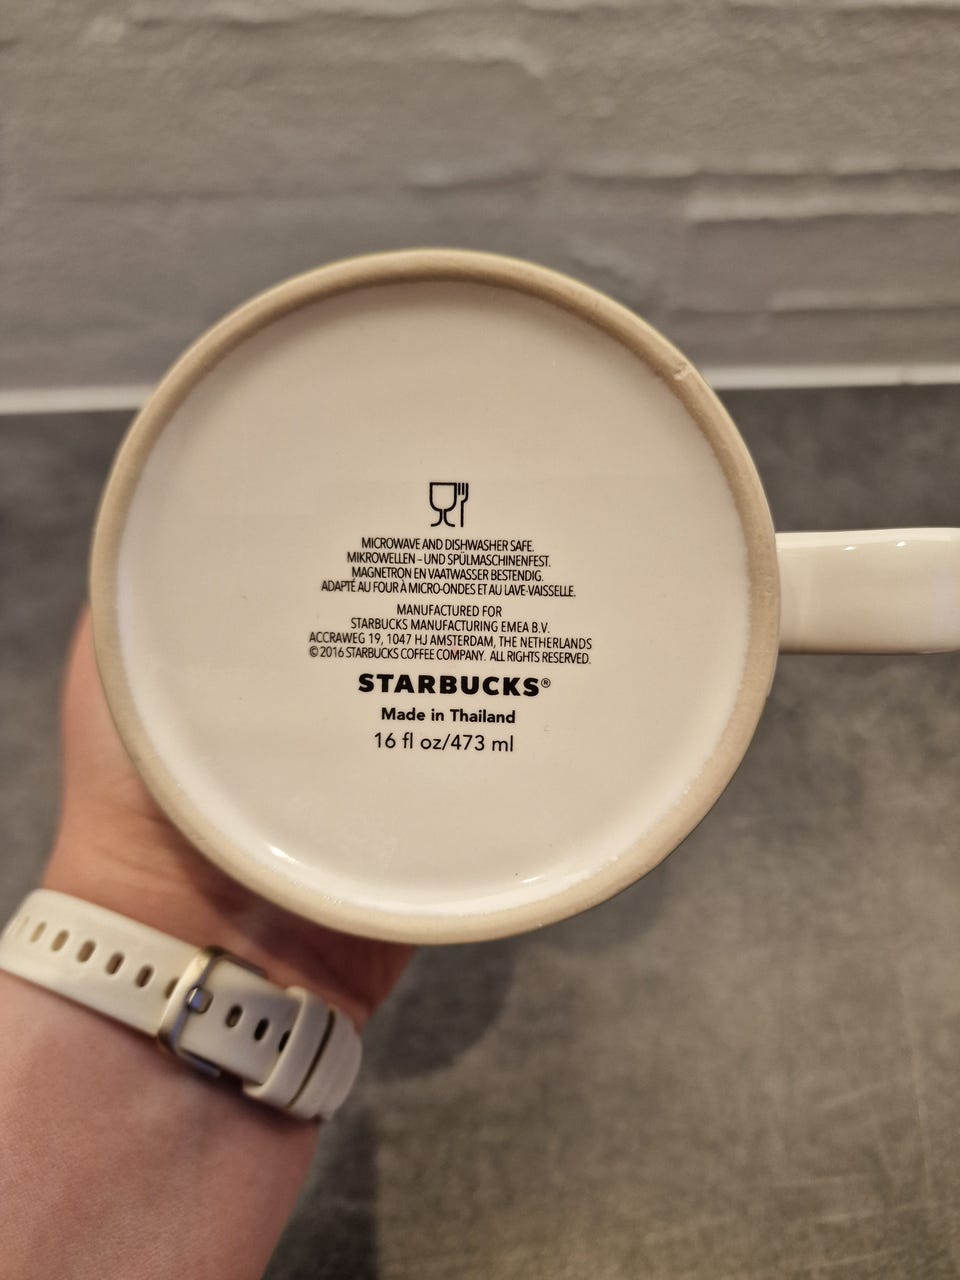 MICROWAVE AND DISHWASHER SAFE.
MIKROWELLEN - UND SPÜLMASCHINENFEST.
MAGNETRON EN VAATWASSER BESTENDIG.
ADAPTÉ AU FOUR À MICRO-ONDES ET AU LAVE-VAISSELLE.
MANUFACTURED FOR
STARBUCKS MANUFACTURING EMEA B.V.
ACCRAWEG 19, 1047 HJ AMSTERDAM, THE NETHERLANDS
© 2016 STARBUCKS COFFEE COMPANY. ALL RIGHTS RESERVED.
STARBUCKS®
Made in Thailand
16 fl oz/473 ml